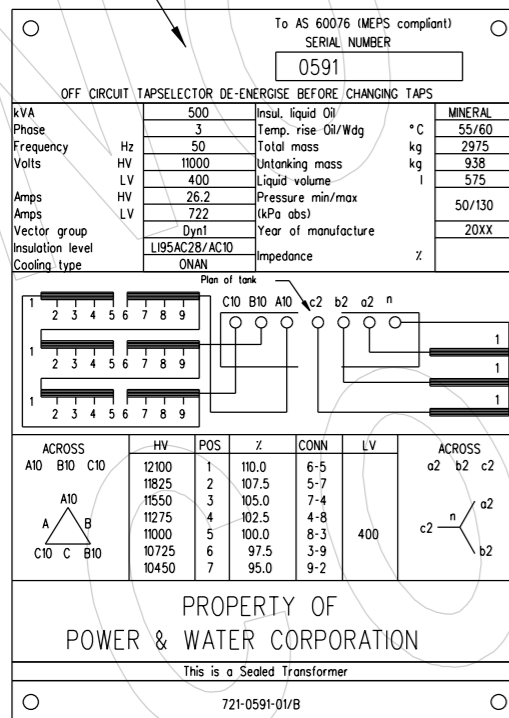 To AS 60076 (MEPS compliant)
SERIAL NUMBER
0591
OFF CIRCUIT TAPSELECTOR DE-ENERGISE BEFORE CHANGING TAPS
kVA 500 Insul. liquid Oil MINERAL
Phase 3 Temp. rise Oil/Wdg °C 55/60
Frequency Hz 50 Total mass kg 2975
Volts HV 11000 Untanking mass kg 938
LV 400 Liquid volume l 575
Amps HV 26.2 Pressure min/max
Amps LV 722 (kPa abs) 50/130
Vector group Dyn1 Year of manufacture 20XX
Insulation level LI95AC28/AC10
Cooling type ONAN Impedance %
Plan of tank
C10 B10 A10 c2 b2 a2 n
1
2 3 4 5 6 7 8 9
1
2 3 4 5 6 7 8 9
1
2 3 4 5 6 7 8 9
1
1
1
ACROSS
A10 B10 C10
A10
A B
C10 C B10
HV POS % CONN LV
12100 1 110.0 6-5
11825 2 107.5 5-7
11550 3 105.0 7-4
11275 4 102.5 4-8
11000 5 100.0 8-3 400
10725 6 97.5 3-9
10450 7 95.0 9-2
ACROSS
a2 b2 c2
a2
n
c2
b2
PROPERTY OF
POWER & WATER CORPORATION
This is a Sealed Transformer
721-0591-01/B